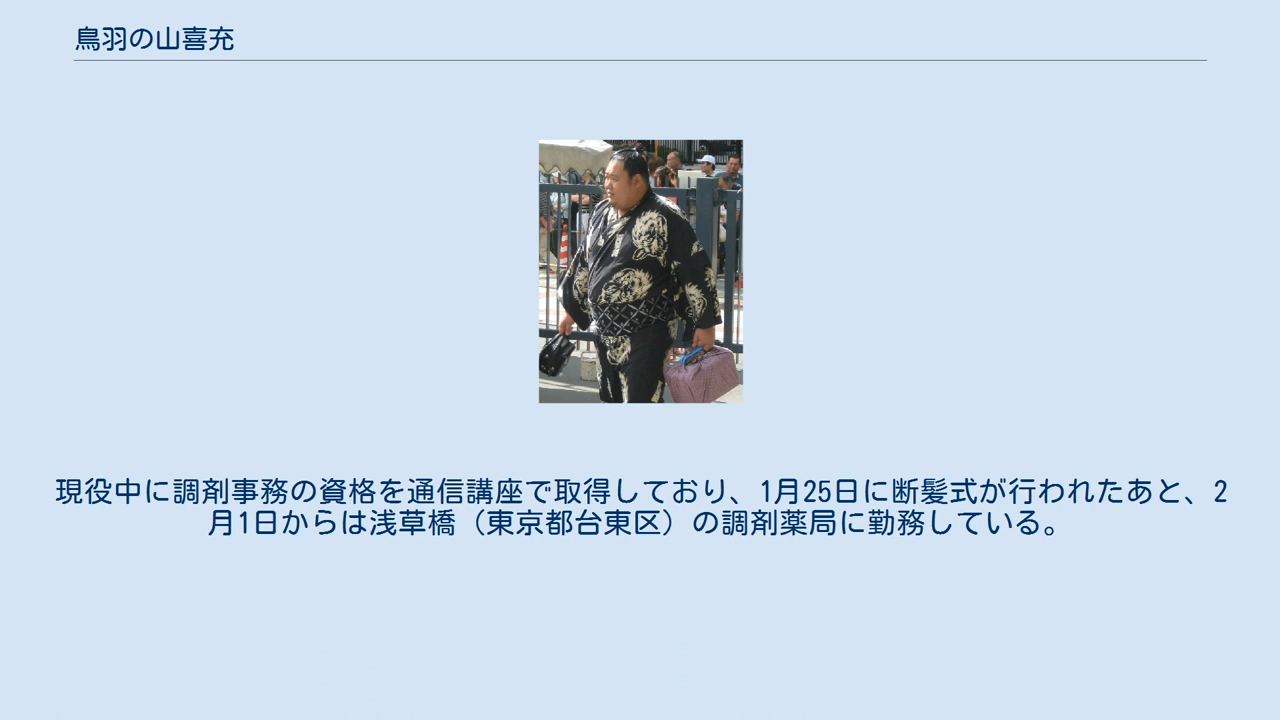 鳥羽の山喜充
現役中に調剤事務の資格を通信講座で取得しており、1月25日に断髪式が行われたあと、2
月1日からは浅草橋（東京都台東区）の調剤薬局に勤務している。